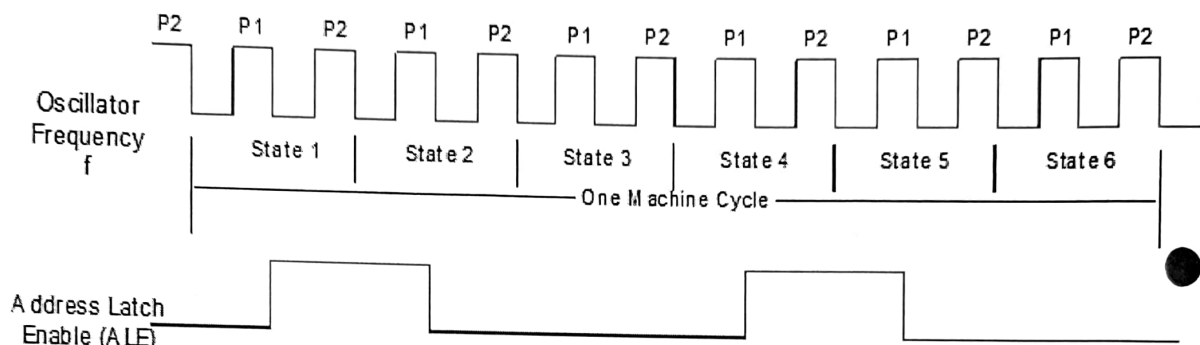 P2 P1 P2 P1 P2 P1 P2 P1 P2 P1 P2 P1 P2
Oscillator
Frequency
f
State 1 State 2 State 3 State 4 State 5 State 6
One Machine Cycle
Address Latch
Enable (ALE)